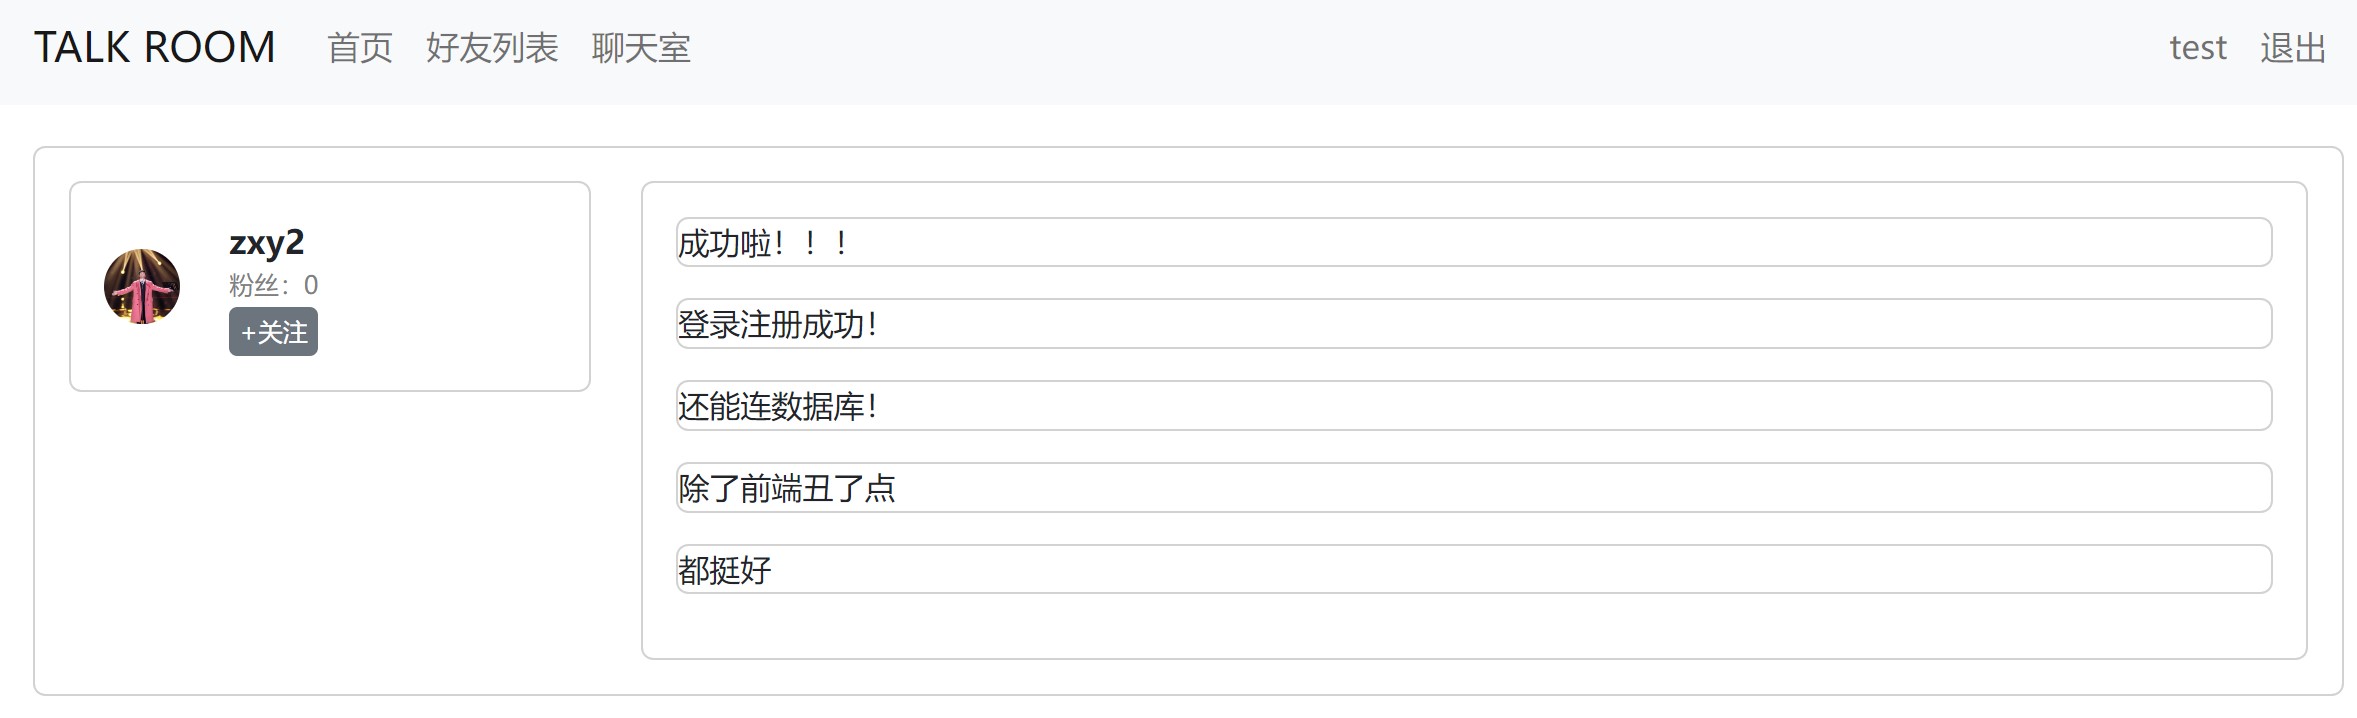 TALK ROOM 首页 好友列表 聊天室 test 退出
zxy2
粉丝：0
+关注
成功啦！！！
登录注册成功！
还能连数据库！
除了前端丑了点
都挺好